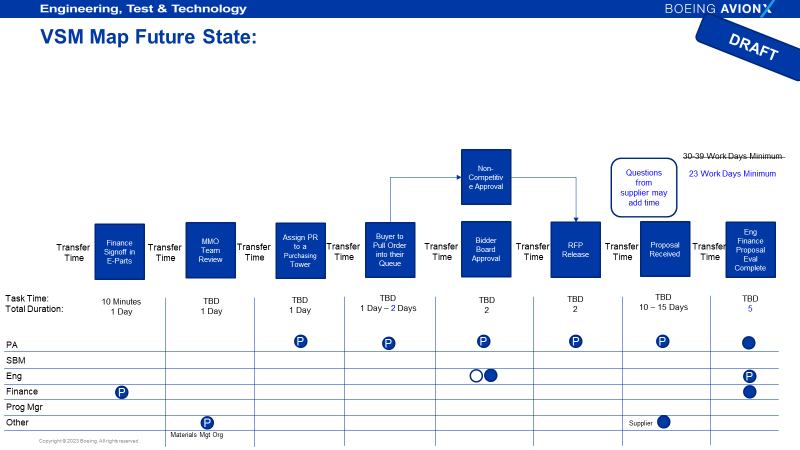 Engineering, Test & Technology
BOEING AVIONX
VSM Map Future State:
DRAFT
Non-
Competitiv
e Approval
Questions
from
supplier may
add time
30-39 Work Days Minimum
23 Work Days Minimum
Transfer
Time
Finance
Signoff in
E-Parts
Transfer
Time
MMO
Team
Review
Transfer
Time
Assign PR
to a
Purchasing
Tower
Transfer
Time
Buyer to
Pull Order
into their
Queue
Transfer
Time
Bidder
Board
Approval
Transfer
Time
RFP
Release
Transfer
Time
Proposal
Received
Transfer
Time
Eng
Finance
Proposal
Eval
Complete
Task Time:
Total Duration:
10 Minutes
1 Day
TBD
1 Day
TBD
1 Day
TBD
1 Day – 2 Days
TBD
2
TBD
2
TBD
10 – 15 Days
TBD
5
PA P P P P P
SBM
Eng P
Finance P
Prog Mgr
Other P Supplier
Materials Mgt Org
Copyright © 2023 Boeing. All rights reserved.